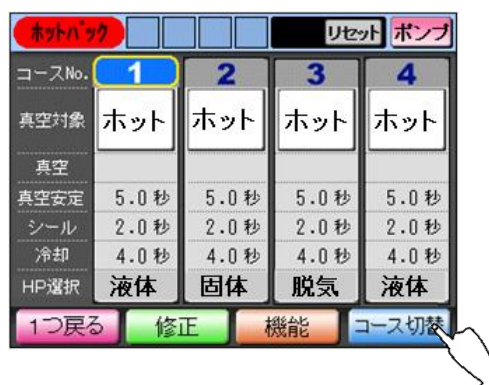 ホットパック リセット ポンプ
コースNo. 1 2 3 4
真空対象 ホット ホット ホット ホット
真空
真空安定 5.0秒 5.0秒 5.0秒 5.0秒
シール 2.0秒 2.0秒 2.0秒 2.0秒
冷却 4.0秒 4.0秒 4.0秒 4.0秒
HP選択 液体 固体 脱気 液体
1つ戻る 修正 機能 コース切替